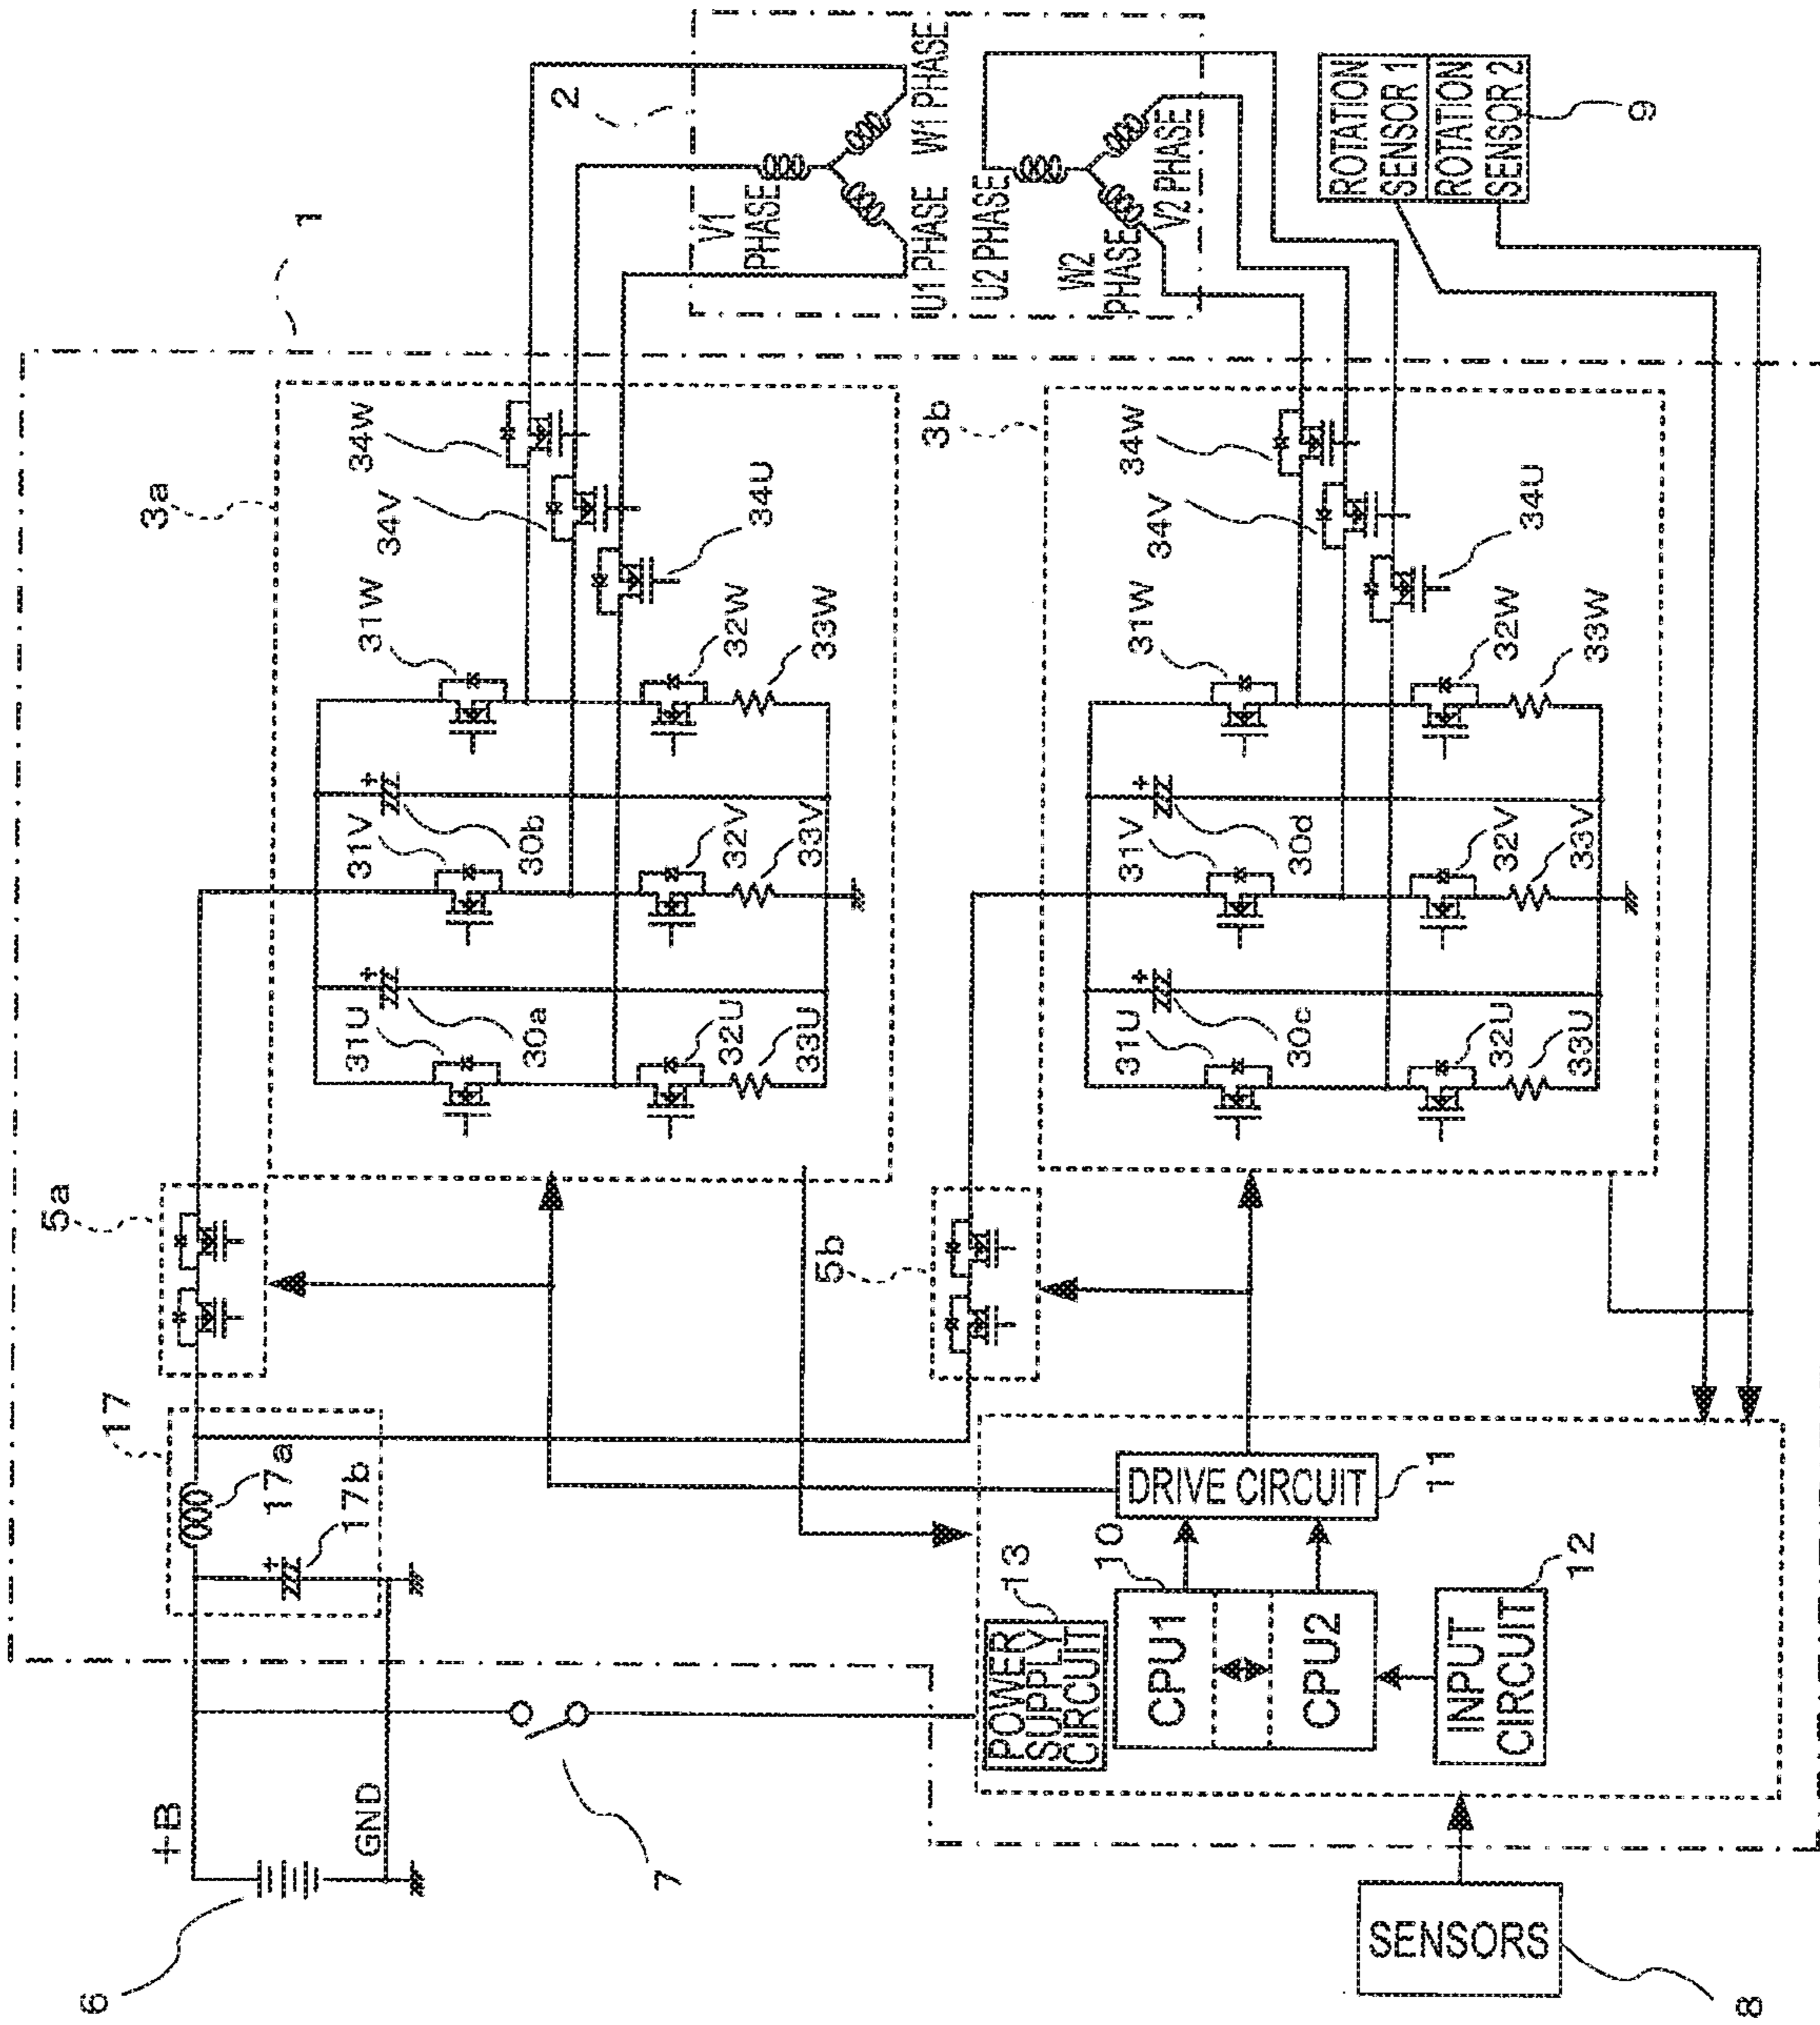 1
2
3a
3b
5a
5b
17
17a
17b
+B
GND
6
7
8
SENSORS
9
ROTATION
SENSOR 1
ROTATION
SENSOR 2
V1
PHASE
U1 PHASE
W1 PHASE
U2 PHASE
W2
PHASE
V2 PHASE
31U
30a
31V
30b
31W
34V
34W
34U
32U
33U
32V
33V
32W
33W
31U
30c
31V
30d
31W
34V
34W
34U
32U
33U
32V
33V
32W
33W
POWER
SUPPLY
CIRCUIT
13
10
CPU1
CPU2
DRIVE CIRCUIT
11
INPUT
CIRCUIT
12